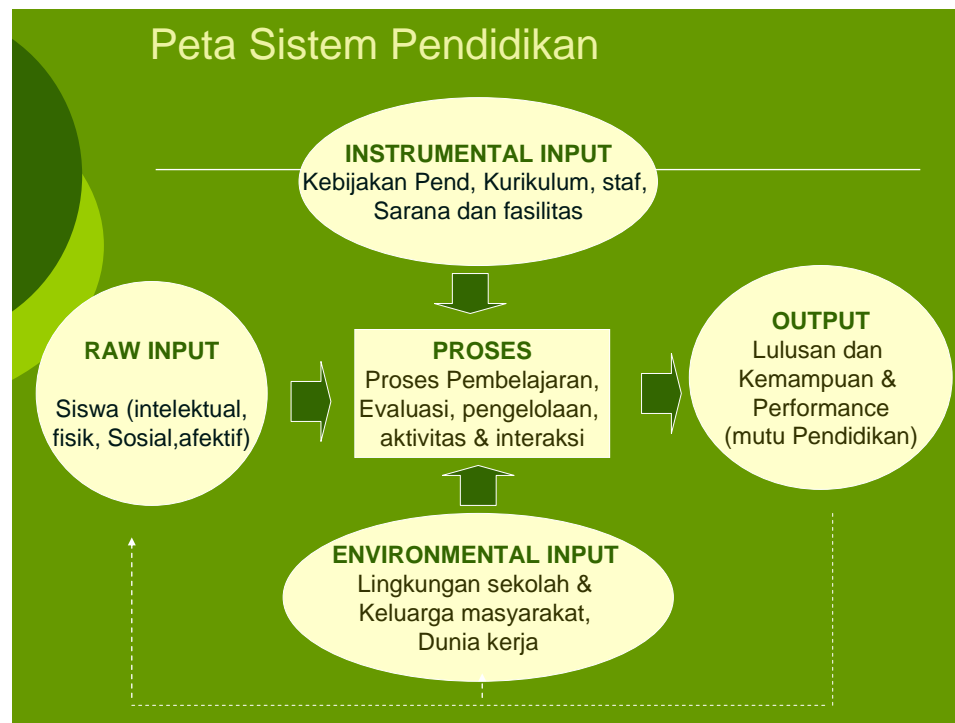 Peta Sistem Pendidikan
INSTRUMENTAL INPUT
Kebijakan Pend, Kurikulum, staf,
Sarana dan fasilitas
RAW INPUT
Siswa (intelektual,
fisik, Sosial,afektif)
PROSES
Proses Pembelajaran,
Evaluasi, pengelolaan,
aktivitas & interaksi
OUTPUT
Lulusan dan
Kemampuan &
Performance
(mutu Pendidikan)
ENVIRONMENTAL INPUT
Lingkungan sekolah &
Keluarga masyarakat,
Dunia kerja